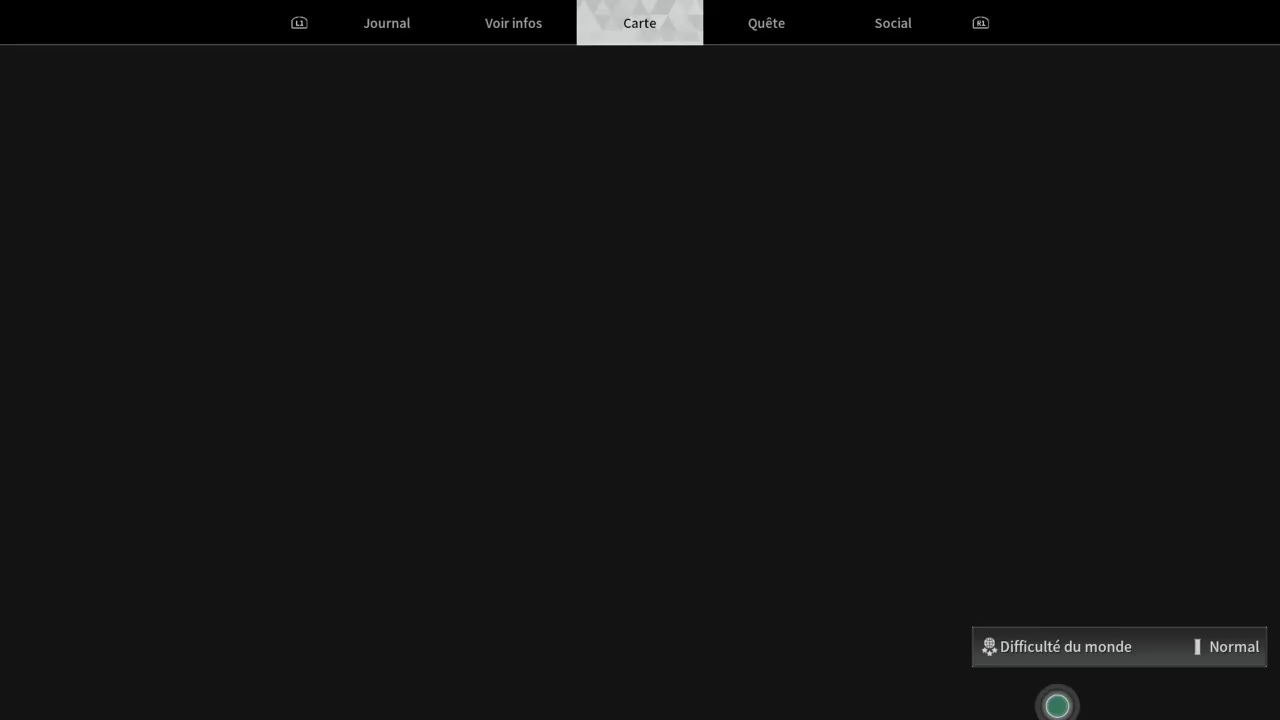 L1 Journal Voir infos Carte Quête Social R1
Difficulté du monde Normal